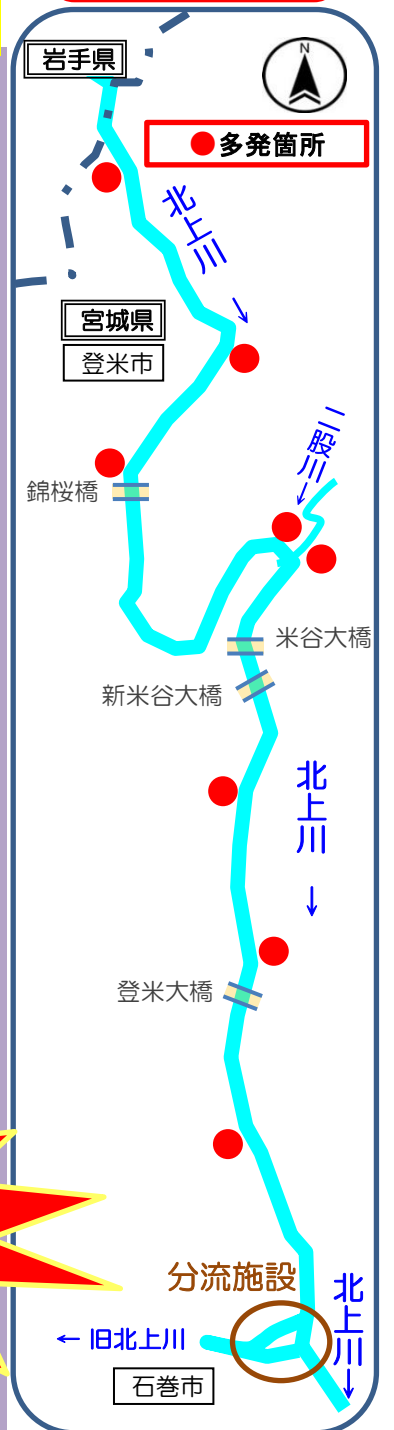 岩手県
N
●多発箇所
北上川
↓
宮城県
登米市
二股川
↓
錦桜橋
米谷大橋
新米谷大橋
北上川
↓
登米大橋
分流施設
北上川
↓
← 旧北上川
石巻市